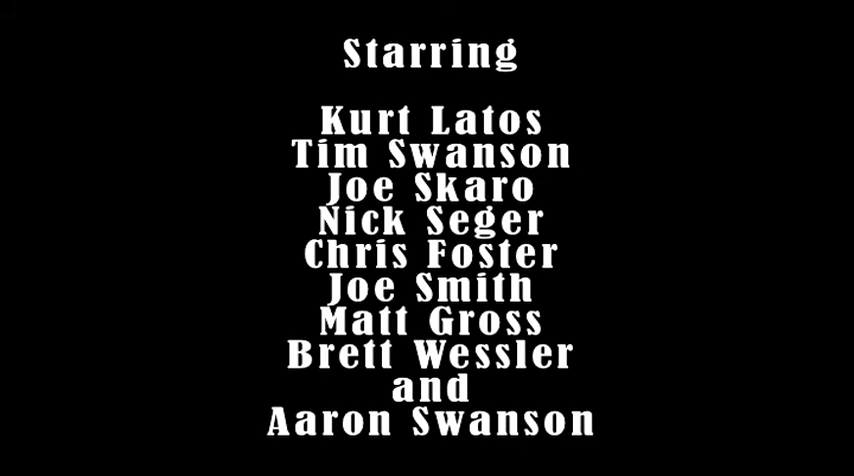 Starring
Kurt Latos
Tim Swanson
Joe Skaro
Nick Seger
Chris Foster
Joe Smith
Matt Gross
Brett Wessler
and
Aaron Swanson